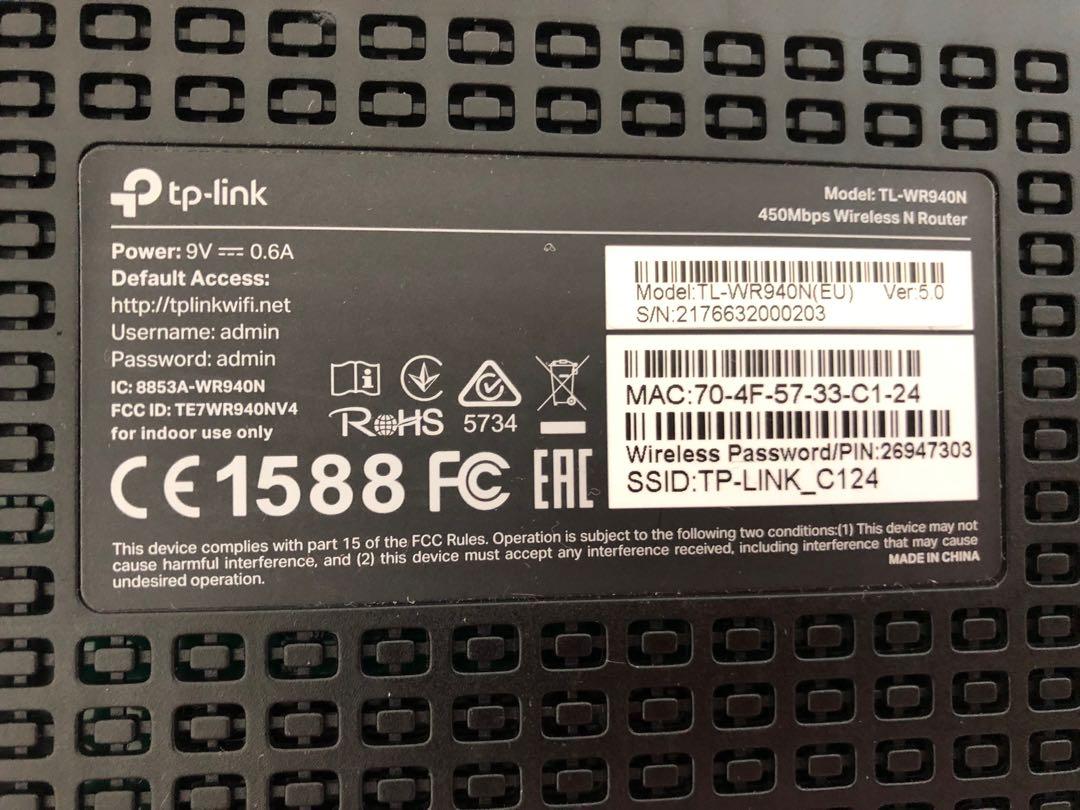 tp-link
Model: TL-WR940N
450Mbps Wireless N Router
Power: 9V ⎓ 0.6A
Default Access:
http://tplinkwifi.net
Username: admin
Password: admin
IC: 8853A-WR940N
FCC ID: TE7WR940NV4
for indoor use only
RoHS
5734
CE1588 FC EAC
Model:TL-WR940N(EU) Ver:5.0
S/N:2176632000203
MAC:70-4F-57-33-C1-24
Wireless Password/PIN:26947303
SSID:TP-LINK_C124
This device complies with part 15 of the FCC Rules. Operation is subject to the following two conditions:(1) This device may not
cause harmful interference, and (2) this device must accept any interference received, including interference that may cause
undesired operation.
MADE IN CHINA